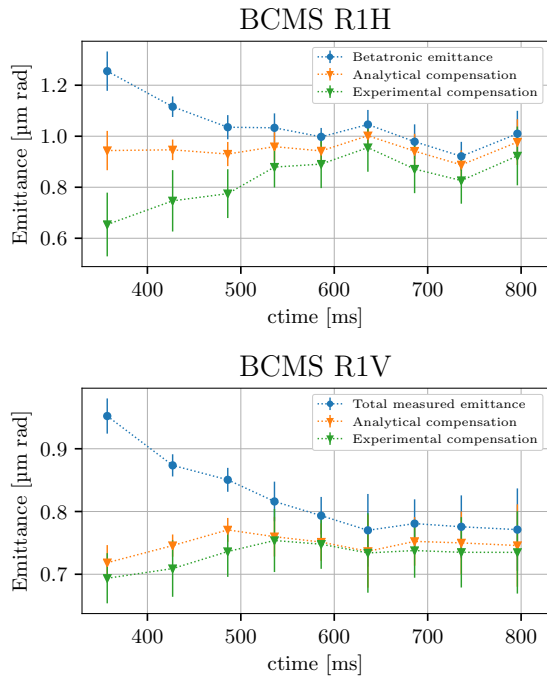 BCMS R1H
Emittance [µm rad]
1.2
1.0
0.8
0.6
Betatronic emittance
Analytical compensation
Experimental compensation
400 500 600 700 800
ctime [ms]
BCMS R1V
Emittance [µm rad]
0.9
0.8
0.7
Total measured emittance
Analytical compensation
Experimental compensation
400 500 600 700 800
ctime [ms]